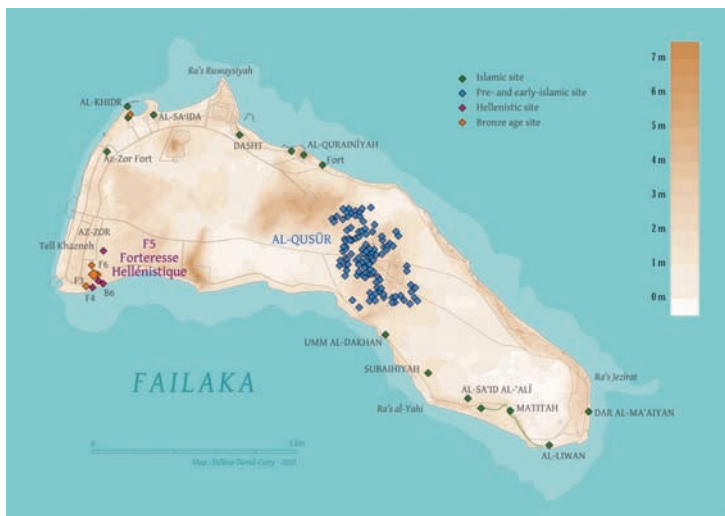 Ra's Ruwaysiyah
AL-KHIDR
AL-SA'IDA
Az-Zor Fort
DASHT
AL-QURAINÎYAH
Fort
Islamic site
Pre- and early-islamic site
Hellenistic site
Bronze age site
7 m
6 m
5 m
4 m
3 m
2 m
1 m
0 m
AZ-ZOR
Tell Khazneh
F5
Forteresse
Hellénistique
AL-QUSŪR
F6
F3
F4
B6
UMM AL-DAKHAN
SUBAIHIYAH
AL-SA'ID AL-'ALÎ
Ra's al-Yahi
MATITAH
Ra's Jezirat
DAR AL-MA'AIYAN
AL-LIWAN
FAILAKA
0
1 km